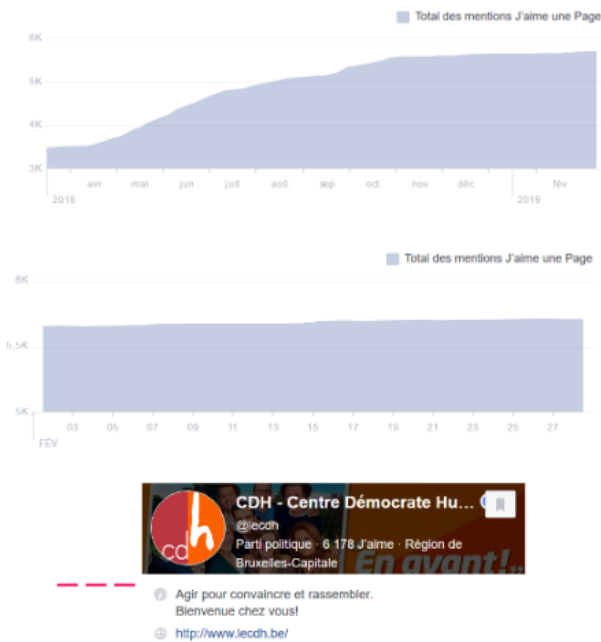 Total des mentions J'aime une Page
6K
5K
4K
3K
avr mai jun juil aoû sep oct nov déc fév
2018 2019
Total des mentions J'aime une Page
6K
5,5K
5K
03 05 07 09 11 13 15 17 19 21 23 25 27
FÉV
CDH - Centre Démocrate Hu...
@lecdh
Parti politique · 6 178 J'aime · Région de
Bruxelles-Capitale
cdh
En avant!
Agir pour convaincre et rassembler.
Bienvenue chez vous!
http://www.lecdh.be/